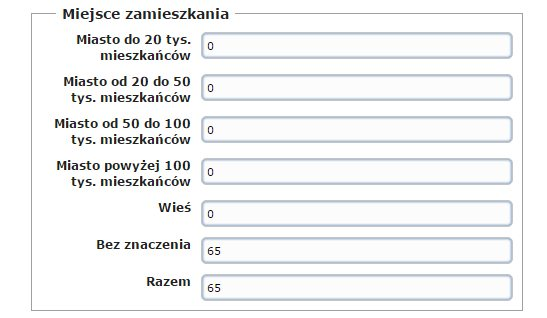 Miejsce zamieszkania
Miasto do 20 tys.
mieszkańców
0
Miasto od 20 do 50
tys. mieszkańców
0
Miasto od 50 do 100
tys. mieszkańców
0
Miasto powyżej 100
tys. mieszkańców
0
Wieś
0
Bez znaczenia
65
Razem
65